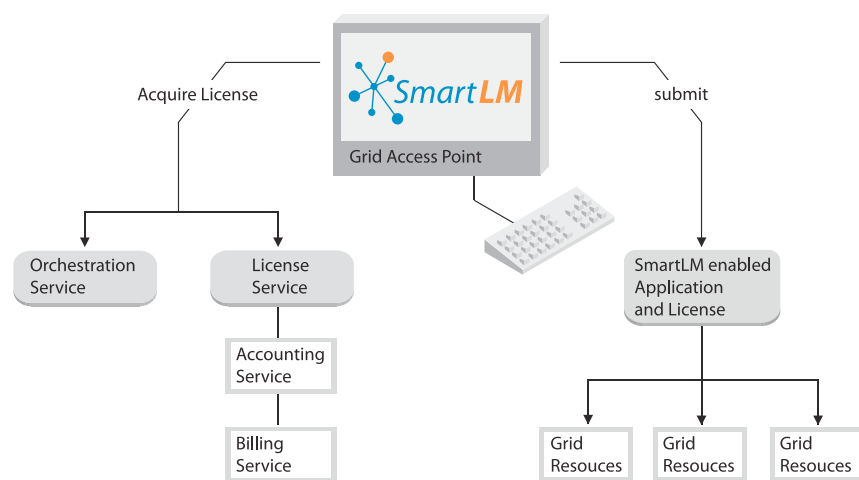 SmartLM
Grid Access Point
Acquire License
submit
Orchestration
Service
License
Service
SmartLM enabled
Application
and License
Accounting
Service
Billing
Service
Grid
Resouces
Grid
Resouces
Grid
Resouces